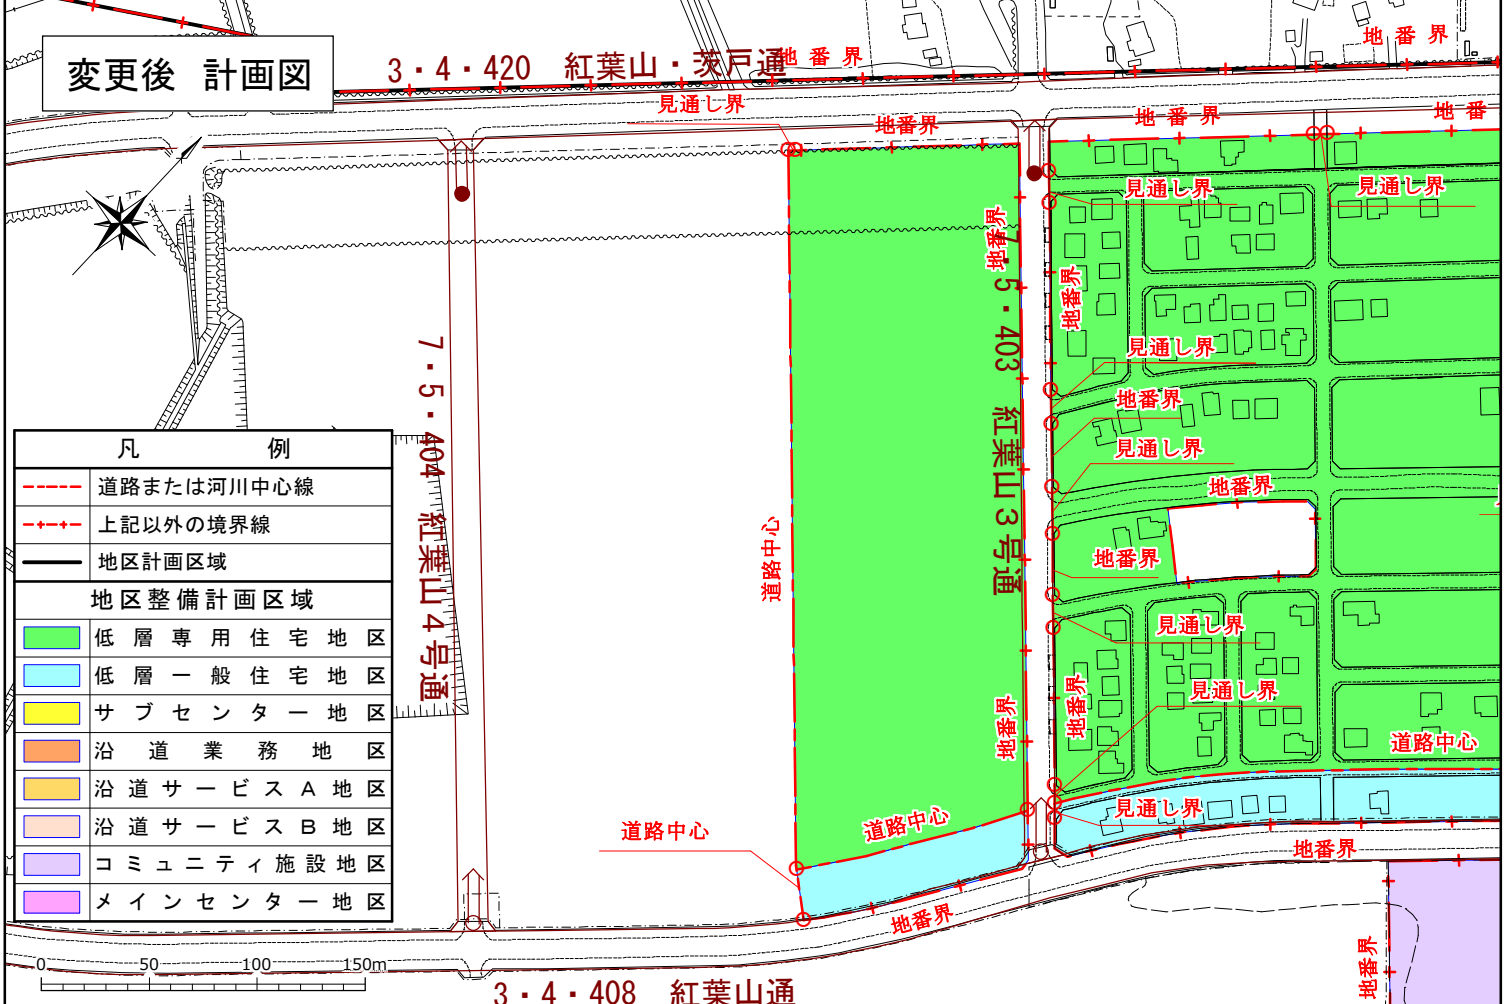 変更後 計画図
3・4・420 紅葉山・茨戸通
地番界
地番界
見通し界
地番界
地番界
地番
見通し界
見通し界
地番界
7・5・403 紅葉山3号通
地番界
見通し界
地番界
見通し界
地番界
地番界
見通し界
見通し界
地番界
地番界
道路中心
見通し界
地番界
地番界
道路中心
道路中心
道路中心
地番界
7・5・404 紅葉山4号通
凡例
道路または河川中心線
上記以外の境界線
地区計画区域
地区整備計画区域
低層専用住宅地区
低層一般住宅地区
サブセンター地区
沿道業務地区
沿道サービスA地区
沿道サービスB地区
コミュニティ施設地区
メインセンター地区
0 50 100 150m
3・4・408 紅葉山通